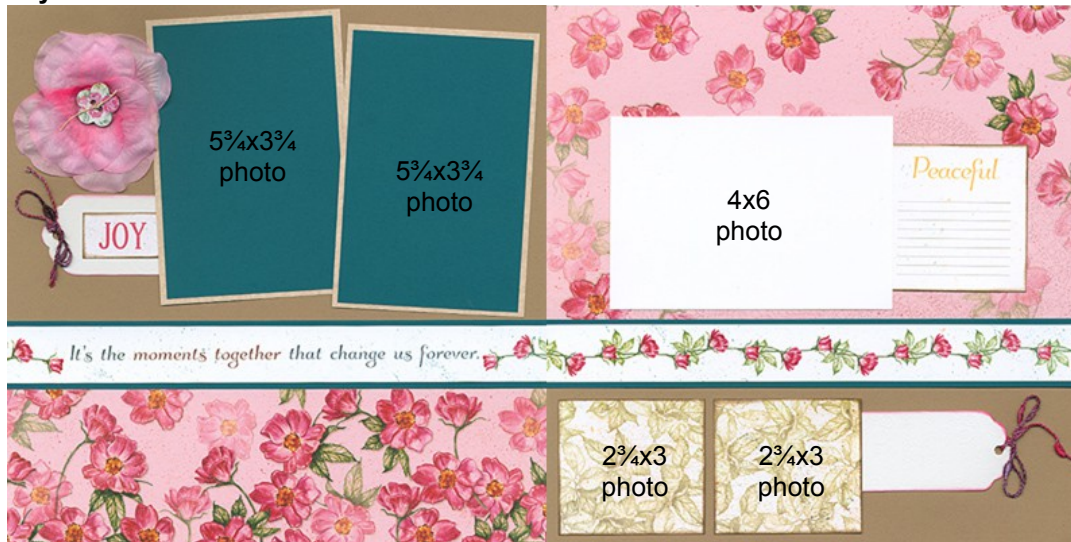 5¾x3¾
photo
5¾x3¾
photo
JOY
4x6
photo
Peaceful
It's the moments together that change us forever.
2¾x3
photo
2¾x3
photo